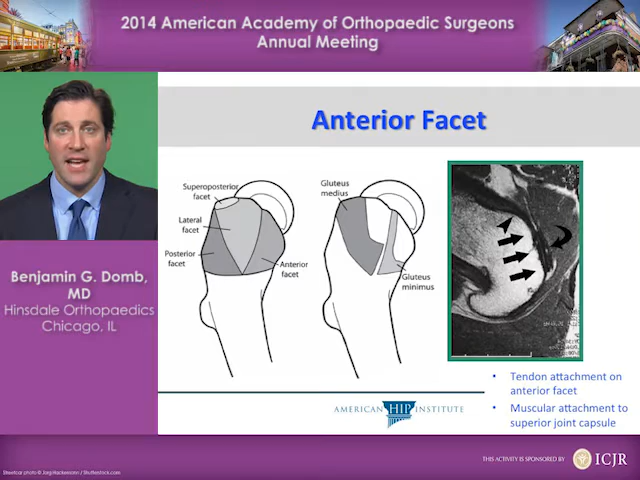 2014 American Academy of Orthopaedic Surgeons
Annual Meeting
Anterior Facet
Superoposterior
facet
Lateral
facet
Posterior
facet
Anterior
facet
Gluteus
medius
Gluteus
minimus
Benjamin G. Domb,
MD
Hinsdale Orthopaedics
Chicago, IL
• Tendon attachment on
anterior facet
• Muscular attachment to
superior joint capsule
AMERICAN HIP INSTITUTE
THIS ACTIVITY IS SPONSORED BY
ICJR